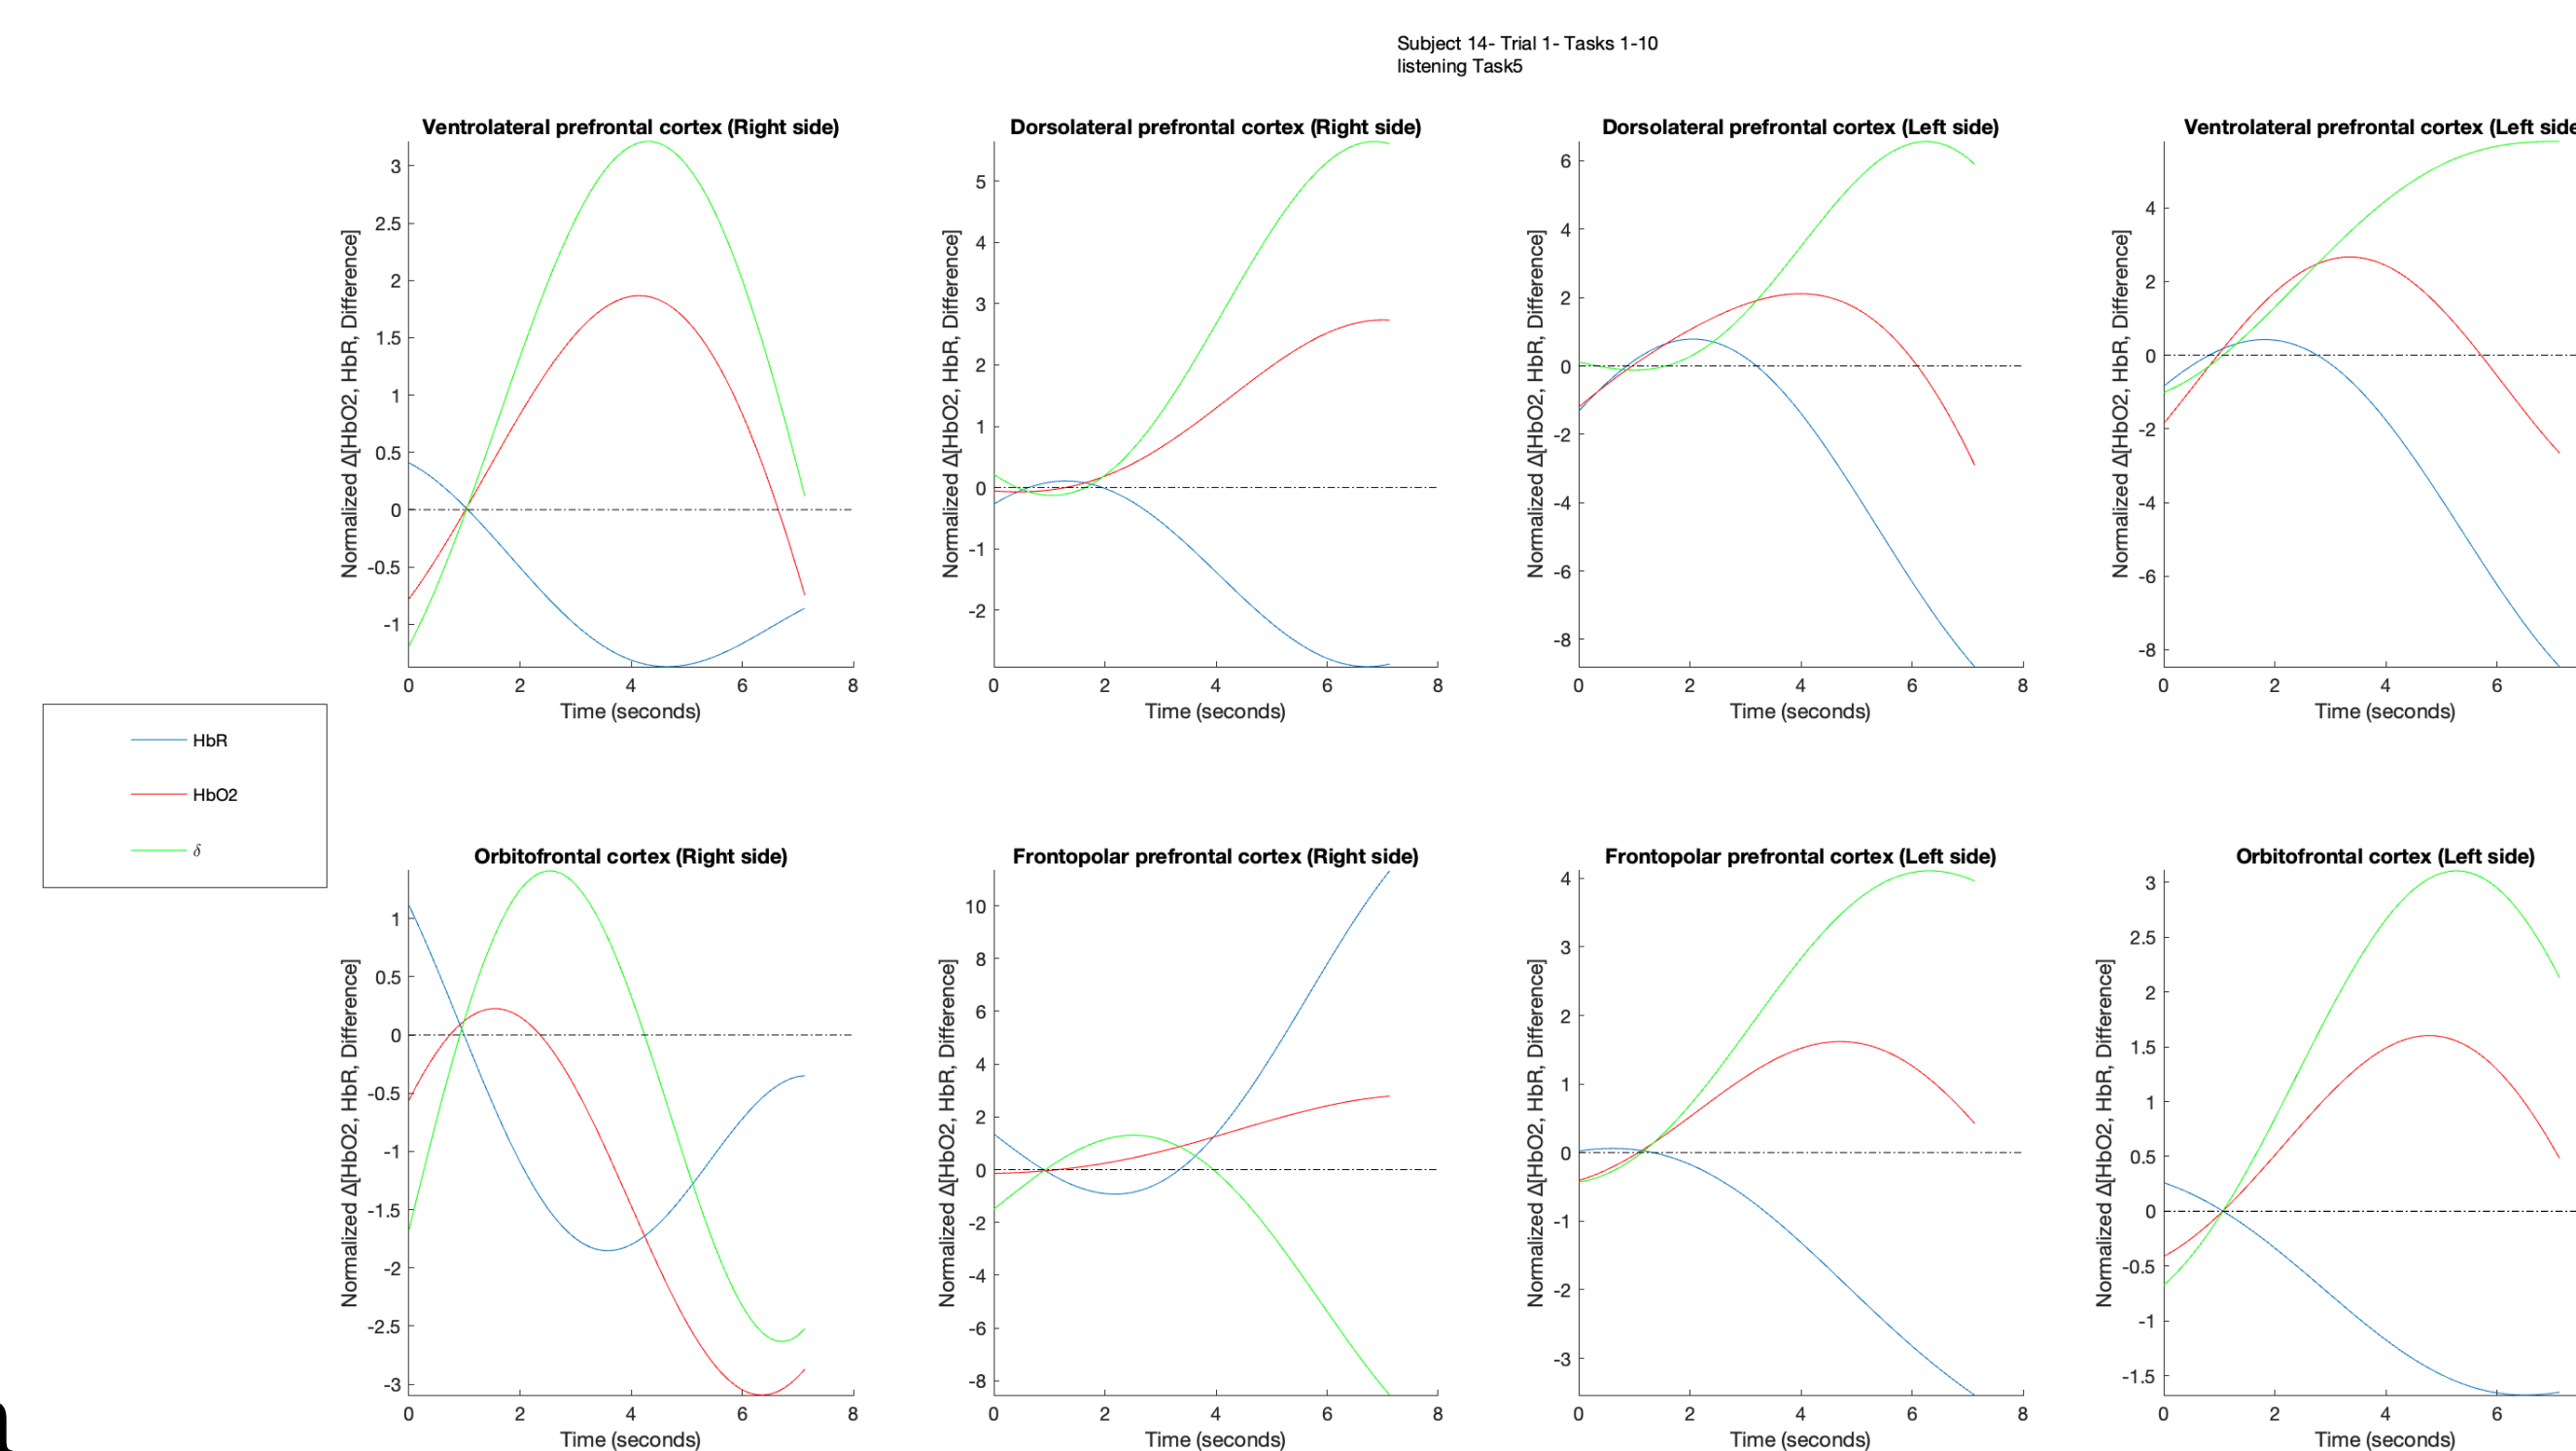 Subject 14- Trial 1- Tasks 1-10
listening Task5
Ventrolateral prefrontal cortex (Right side)
Normalized Δ[HbO2, HbR, Difference]
3
2.5
2
1.5
1
0.5
0
-0.5
-1
0 2 4 6 8
Time (seconds)
Dorsolateral prefrontal cortex (Right side)
Normalized Δ[HbO2, HbR, Difference]
5
4
3
2
1
0
-1
-2
0 2 4 6 8
Time (seconds)
Dorsolateral prefrontal cortex (Left side)
Normalized Δ[HbO2, HbR, Difference]
6
4
2
0
-2
-4
-6
-8
0 2 4 6 8
Time (seconds)
Ventrolateral prefrontal cortex (Left side
Normalized Δ[HbO2, HbR, Difference]
4
2
0
-2
-4
-6
-8
0 2 4 6
Time (seconds)
HbR
HbO2
δ
Orbitofrontal cortex (Right side)
Normalized Δ[HbO2, HbR, Difference]
1
0.5
0
-0.5
-1
-1.5
-2
-2.5
-3
0 2 4 6 8
Time (seconds)
Frontopolar prefrontal cortex (Right side)
Normalized Δ[HbO2, HbR, Difference]
10
8
6
4
2
0
-2
-4
-6
-8
0 2 4 6 8
Time (seconds)
Frontopolar prefrontal cortex (Left side)
Normalized Δ[HbO2, HbR, Difference]
4
3
2
1
0
-1
-2
-3
0 2 4 6 8
Time (seconds)
Orbitofrontal cortex (Left side)
Normalized Δ[HbO2, HbR, Difference]
3
2.5
2
1.5
1
0.5
0
-0.5
-1
-1.5
0 2 4 6
Time (seconds)